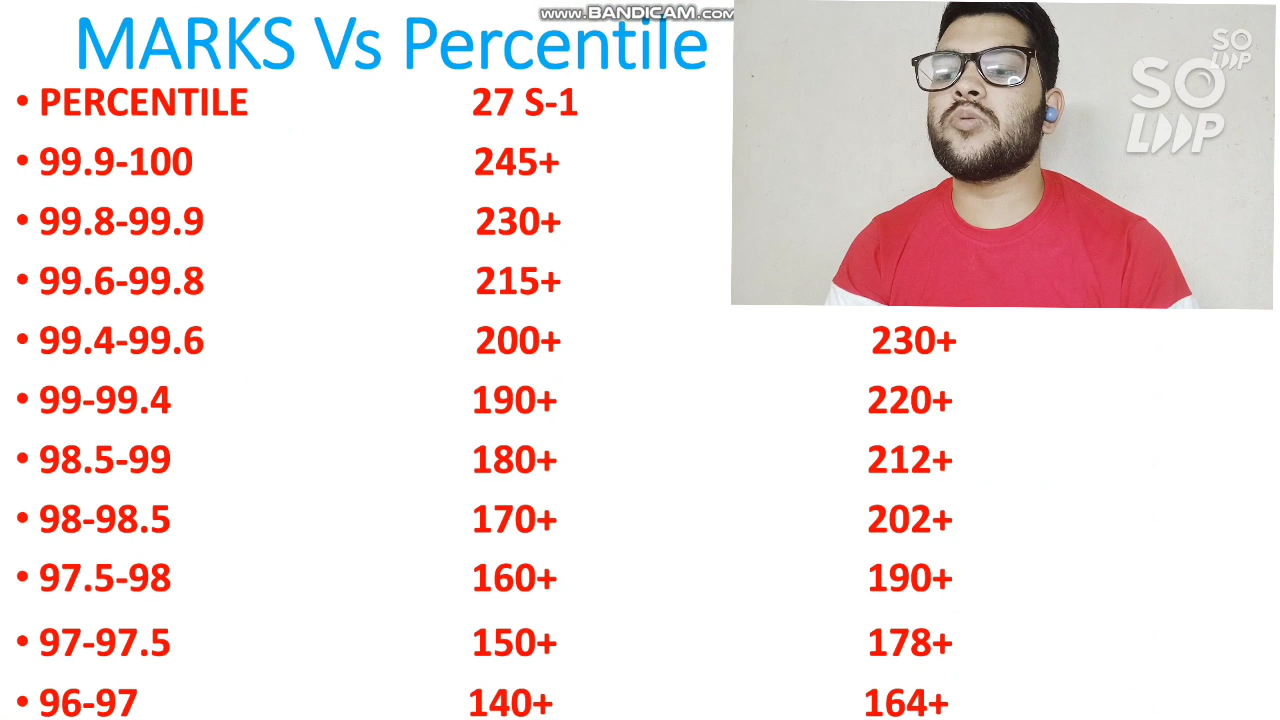 www.BANDICAM.com
MARKS Vs Percentile
SO
LOOP
SO
LOOP
• PERCENTILE 27 S-1
• 99.9-100 245+
• 99.8-99.9 230+
• 99.6-99.8 215+
• 99.4-99.6 200+ 230+
• 99-99.4 190+ 220+
• 98.5-99 180+ 212+
• 98-98.5 170+ 202+
• 97.5-98 160+ 190+
• 97-97.5 150+ 178+
• 96-97 140+ 164+